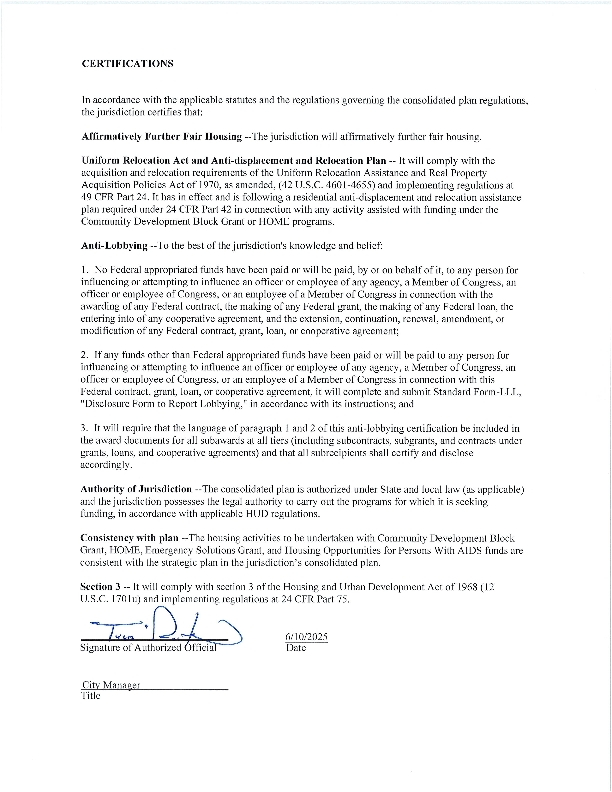 CERTIFICATIONS
In accordance with the applicable statutes and the regulations governing the consolidated plan regulations,
the jurisdiction certifies that:
Affirmatively Further Fair Housing --The jurisdiction will affirmatively further fair housing.
Uniform Relocation Act and Anti-displacement and Relocation Plan -- It will comply with the
acquisition and relocation requirements of the Uniform Relocation Assistance and Real Property
Acquisition Policies Act of 1970, as amended, (42 U.S.C. 4601-4655) and implementing regulations at
49 CFR Part 24. It has in effect and is following a residential anti-displacement and relocation assistance
plan required under 24 CFR Part 42 in connection with any activity assisted with funding under the
Community Development Block Grant or HOME programs.
Anti-Lobbying --To the best of the jurisdiction's knowledge and belief:
1. No Federal appropriated funds have been paid or will be paid, by or on behalf of it, to any person for
influencing or attempting to influence an officer or employee of any agency, a Member of Congress, an
officer or employee of Congress, or an employee of a Member of Congress in connection with the
awarding of any Federal contract, the making of any Federal grant, the making of any Federal loan, the
entering into of any cooperative agreement, and the extension, continuation, renewal, amendment, or
modification of any Federal contract, grant, loan, or cooperative agreement;
2. If any funds other than Federal appropriated funds have been paid or will be paid to any person for
influencing or attempting to influence an officer or employee of any agency, a Member of Congress, an
officer or employee of Congress, or an employee of a Member of Congress in connection with this
Federal contract, grant, loan, or cooperative agreement, it will complete and submit Standard Form-LLL,
"Disclosure Form to Report Lobbying," in accordance with its instructions; and
3. It will require that the language of paragraph 1 and 2 of this anti-lobbying certification be included in
the award documents for all subawards at all tiers (including subcontracts, subgrants, and contracts under
grants, loans, and cooperative agreements) and that all subrecipients shall certify and disclose
accordingly.
Authority of Jurisdiction --The consolidated plan is authorized under State and local law (as applicable)
and the jurisdiction possesses the legal authority to carry out the programs for which it is seeking
funding, in accordance with applicable HUD regulations.
Consistency with plan --The housing activities to be undertaken with Community Development Block
Grant, HOME, Emergency Solutions Grant, and Housing Opportunities for Persons With AIDS funds are
consistent with the strategic plan in the jurisdiction's consolidated plan.
Section 3 -- It will comply with section 3 of the Housing and Urban Development Act of 1968 (12
U.S.C. 1701u) and implementing regulations at 24 CFR Part 75.
6/10/2025
Signature of Authorized Official Date
City Manager
Title